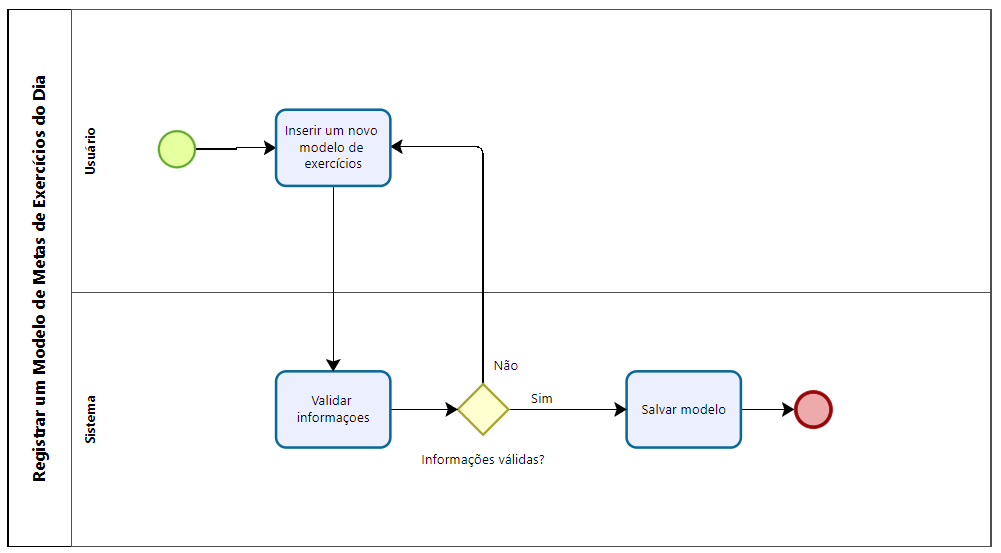 Registrar um Modelo de Metas de Exercícios do Dia
Usuário
Inserir um novo
modelo de
exercícios
Sistema
Validar
informaçoes
Não
Sim
Informações válidas?
Salvar modelo